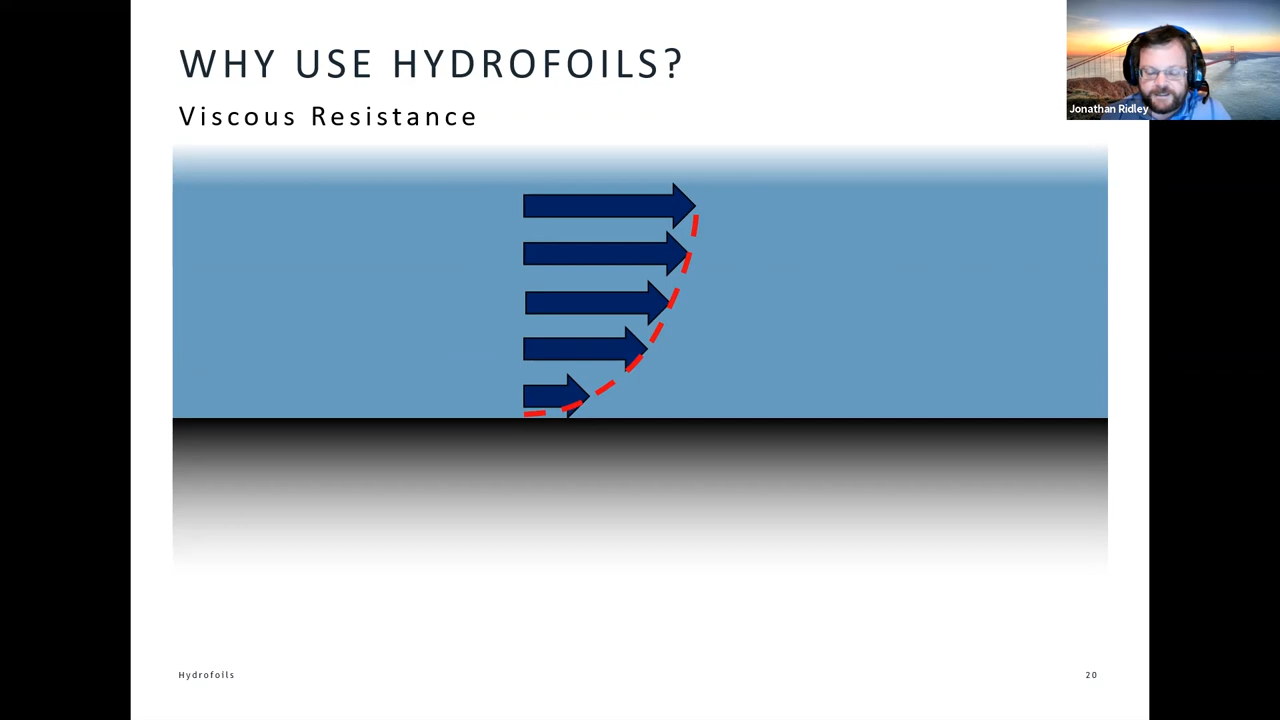 WHY USE HYDROFOILS?
Viscous Resistance
Jonathan Ridley
Hydrofoils
20